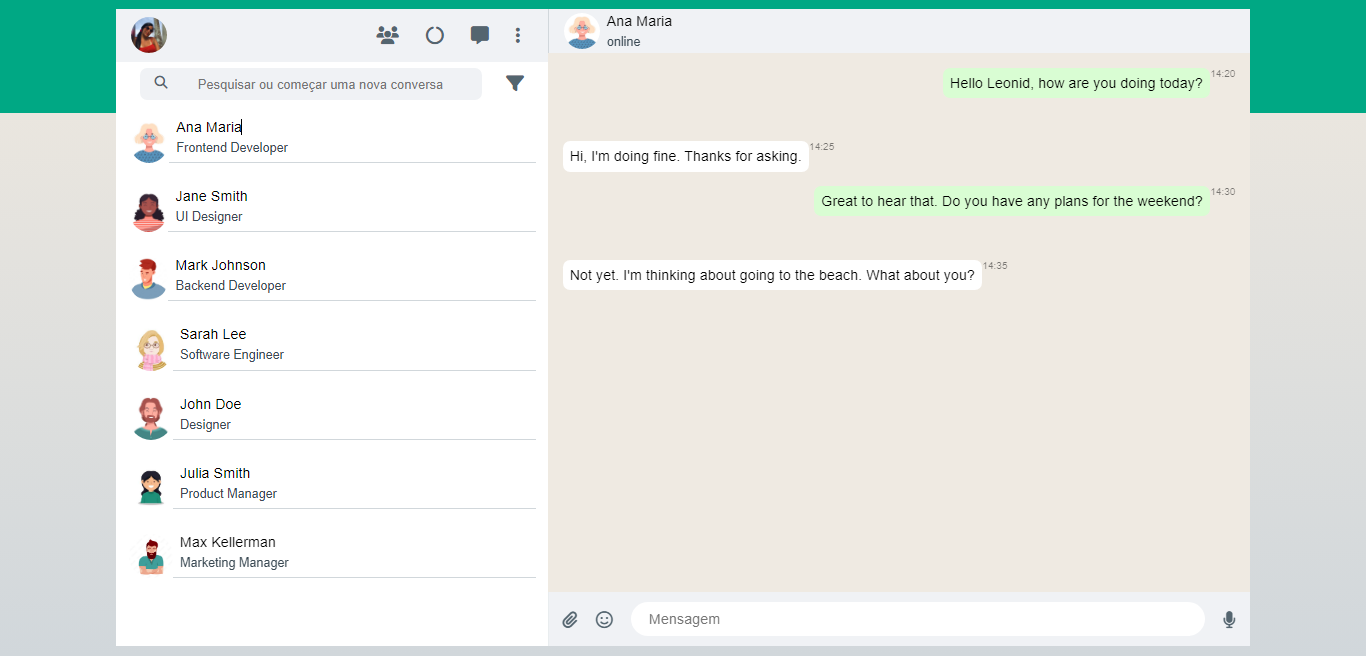 Pesquisar ou começar uma nova conversa
Ana Maria
Frontend Developer
Jane Smith
UI Designer
Mark Johnson
Backend Developer
Sarah Lee
Software Engineer
John Doe
Designer
Julia Smith
Product Manager
Max Kellerman
Marketing Manager
Ana Maria
online
Hello Leonid, how are you doing today? 14:20
Hi, I'm doing fine. Thanks for asking. 14:25
Great to hear that. Do you have any plans for the weekend? 14:30
Not yet. I'm thinking about going to the beach. What about you? 14:35
Mensagem